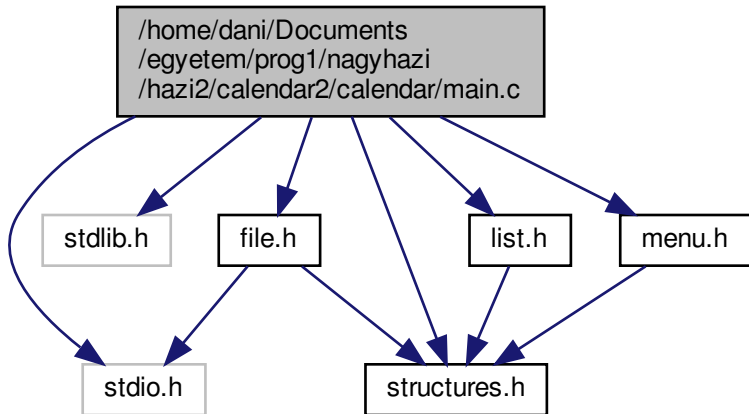 /home/dani/Documents
/egyetem/prog1/nagyhazi
/hazi2/calendar2/calendar/main.c
stdlib.h
file.h
list.h
menu.h
stdio.h
structures.h